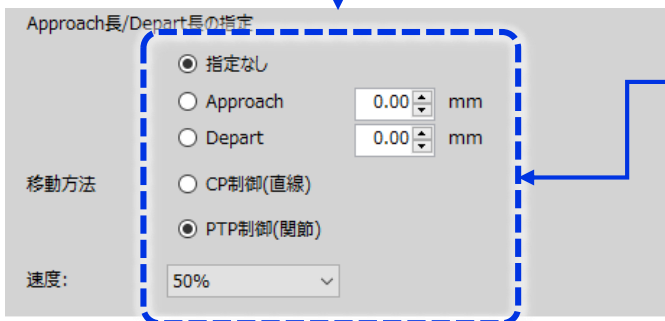 Approach長/Depart長の指定
指定なし
Approach 0.00 mm
Depart 0.00 mm
移動方法 CP制御(直線)
PTP制御(関節)
速度: 50%